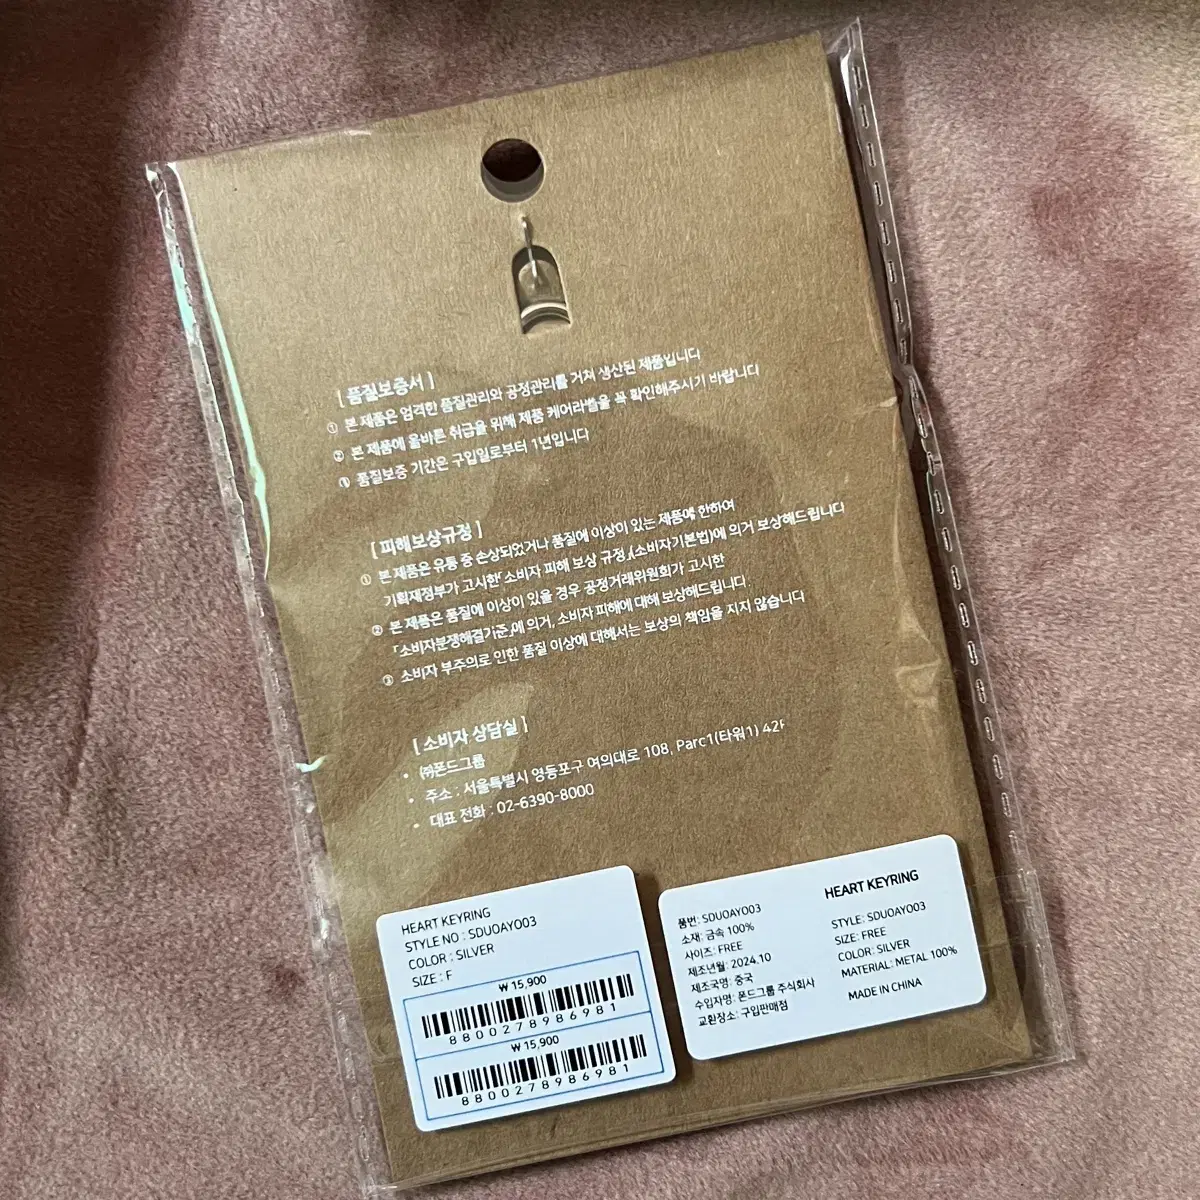 [ 품질보증서 ]
① 본 제품은 엄격한 품질관리와 공정관리를 거쳐 생산된 제품입니다
② 본 제품에 올바른 취급을 위해 제품 케어라벨을 꼭 확인해주시기 바랍니다
③ 품질보증 기간은 구입일로부터 1년입니다
[ 피해보상규정 ]
① 본 제품은 유통 중 손상되었거나 품질에 이상이 있는 제품에 한하여
기획재정부가 고시한「소비자 피해 보상 규정」(소비자기본법)에 의거 보상해드립니다
② 본 제품은 품질에 이상이 있을 경우 공정거래위원회가 고시한
「소비자분쟁해결기준」에 의거, 소비자 피해에 대해 보상해드립니다.
③ 소비자 부주의로 인한 품질 이상에 대해서는 보상의 책임을 지지 않습니다
[ 소비자 상담실 ]
• ㈜폰드그룹
• 주소 : 서울특별시 영등포구 여의대로 108, Parc1(타워1) 42F
• 대표 전화 : 02-6390-8000
HEART KEYRING
STYLE NO : SDUOAY003
COLOR : SILVER
SIZE : F
₩ 15,900
8800278986981
₩ 15,900
8800278986981
품번: SDUOAY003
소재: 금속 100%
사이즈: FREE
제조년월: 2024.10
제조국명: 중국
수입자명: 폰드그룹 주식회사
교환장소: 구입판매점
HEART KEYRING
STYLE: SDUOAY003
SIZE: FREE
COLOR: SILVER
MATERIAL: METAL 100%
MADE IN CHINA